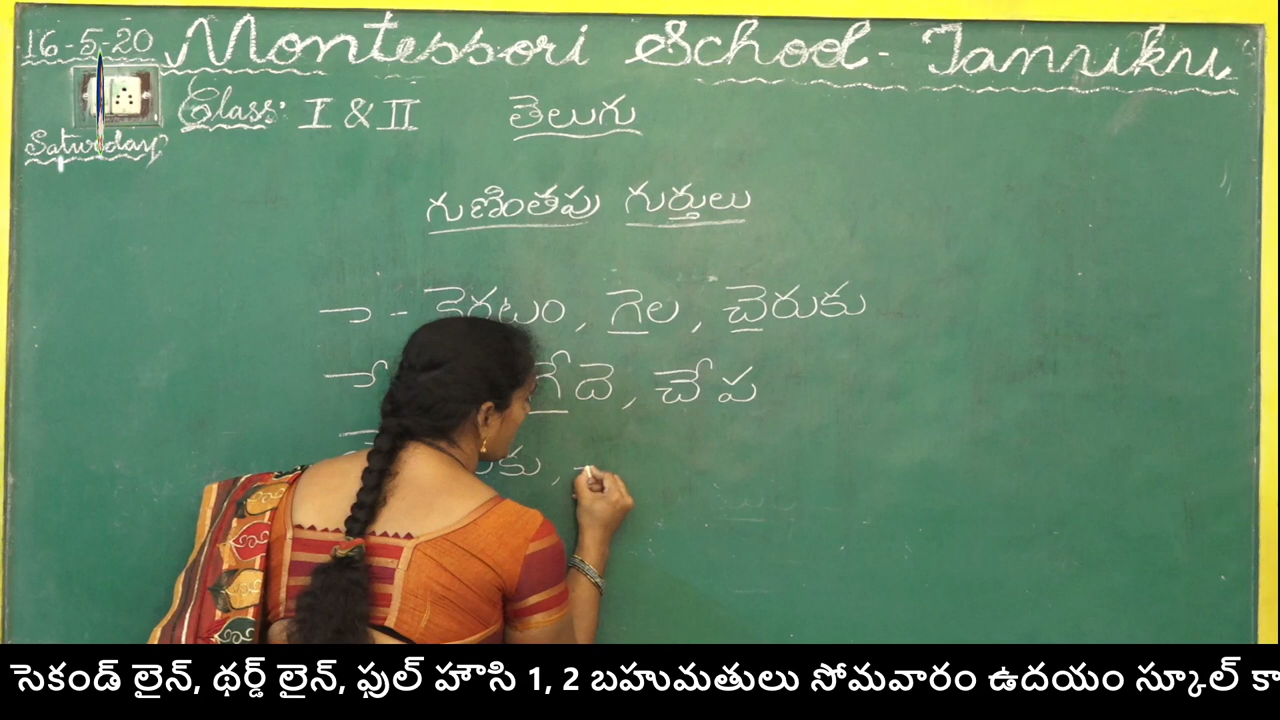 16-5-20 Montessori School - Tanuku
Class: I & II తెలుగు
Saturday
గుణింతపు గుర్తులు
ె - కెరటం, గెల, చెరుకు
ే గేదె, చేప
కు,
సెకండ్ లైన్, థర్డ్ లైన్, ఫుల్ హౌసి 1, 2 బహుమతులు సోమవారం ఉదయం స్కూల్ కా